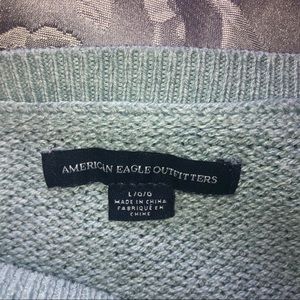 AMERICAN EAGLE OUTFITTERS
L/G/G
MADE IN CHINA
FABRIQUÉ EN
CHINE